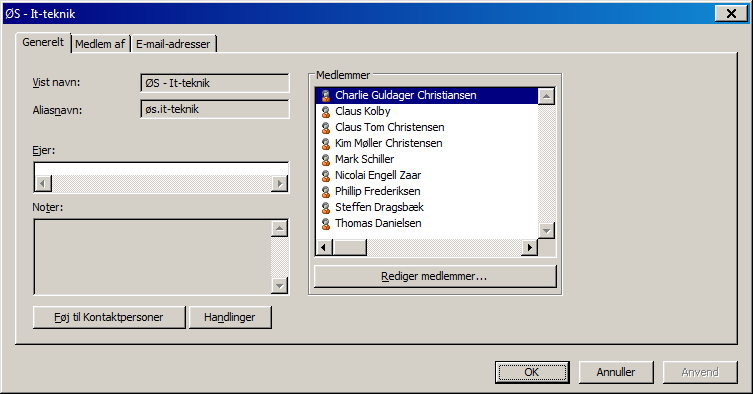 ØS - It-teknik
Generelt
Medlem af
E-mail-adresser
Vist navn:
ØS - It-teknik
Aliasnavn:
øs.it-teknik
Ejer:
Noter:
Føj til Kontaktpersoner
Handlinger
Medlemmer
Charlie Guldager Christiansen
Claus Kolby
Claus Tom Christensen
Kim Møller Christensen
Mark Schiller
Nicolai Engell Zaar
Phillip Frederiksen
Steffen Dragsbæk
Thomas Danielsen
Rediger medlemmer...
OK
Annuller
Anvend